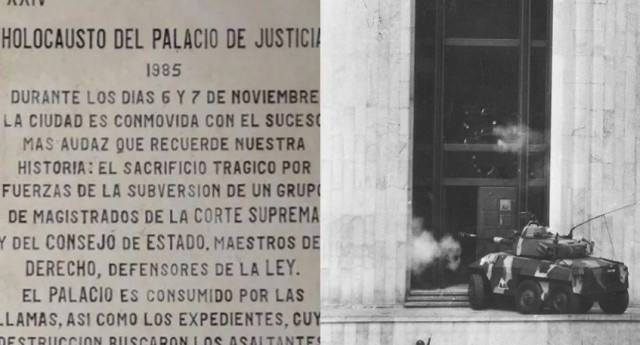 XXIV
HOLOCAUSTO DEL PALACIO DE JUSTICIA
1985
DURANTE LOS DIAS 6 Y 7 DE NOVIEMBRE
LA CIUDAD ES CONMOVIDA CON EL SUCESO
MAS AUDAZ QUE RECUERDE NUESTRA
HISTORIA: EL SACRIFICIO TRAGICO POR
FUERZAS DE LA SUBVERSION DE UN GRUPO
DE MAGISTRADOS DE LA CORTE SUPREMA
Y DEL CONSEJO DE ESTADO, MAESTROS DE
DERECHO, DEFENSORES DE LA LEY.
EL PALACIO ES CONSUMIDO POR LAS
LLAMAS, ASI COMO LOS EXPEDIENTES, CUY
DESTRUCCION BUSCARON LOS ASALTANTES